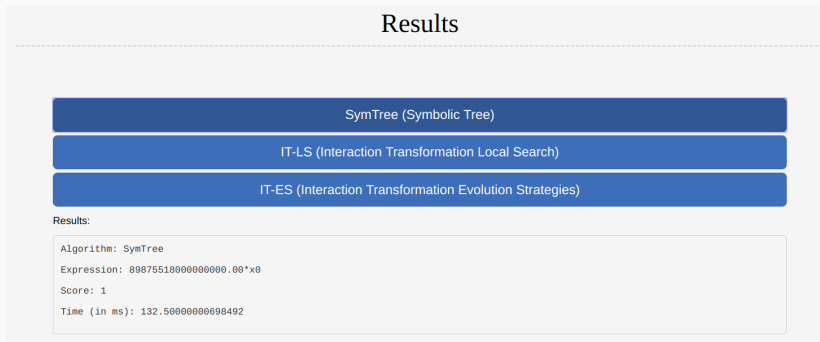 Results
SymTree (Symbolic Tree)
IT-LS (Interaction Transformation Local Search)
IT-ES (Interaction Transformation Evolution Strategies)
Results:
Algorithm: SymTree
Expression: 89875518000000000.00*x0
Score: 1
Time (in ms): 132.50000000698492